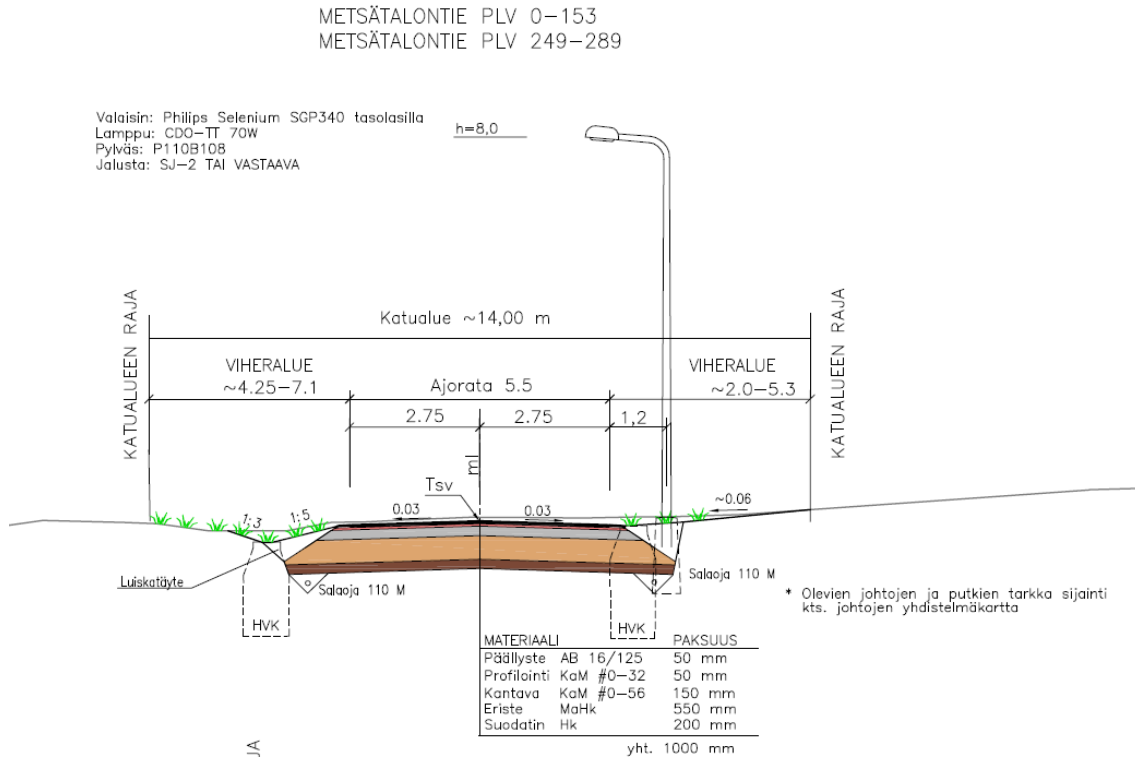 METSÄTALONTIE PLV 0-153
METSÄTALONTIE PLV 249-289
Valaisin: Philips Selenium SGP340 tasolasilla
Lamppu: CDO-TT 70W
Pylväs: P110B108
Jalusta: SJ-2 TAI VASTAAVA
h=8,0
KATUALUEEN RAJA
KATUALUEEN RAJA
Katualue ~14,00 m
VIHERALUE
~4.25-7.1
Ajorata 5.5
VIHERALUE
~2.0-5.3
2.75
2.75
1,2
ml
Tsv
1:3
1:5
0.03
0.03
~0.06
Luiskatäyte
Salaoja 110 M
Salaoja 110 M
HVK
HVK
* Olevien johtojen ja putkien tarkka sijainti
kts. johtojen yhdistelmäkartta
MATERIAALI PAKSUUS
Päällyste AB 16/125 50 mm
Profilointi KaM #0-32 50 mm
Kantava KaM #0-56 150 mm
Eriste MaHk 550 mm
Suodatin Hk 200 mm
yht. 1000 mm
JA